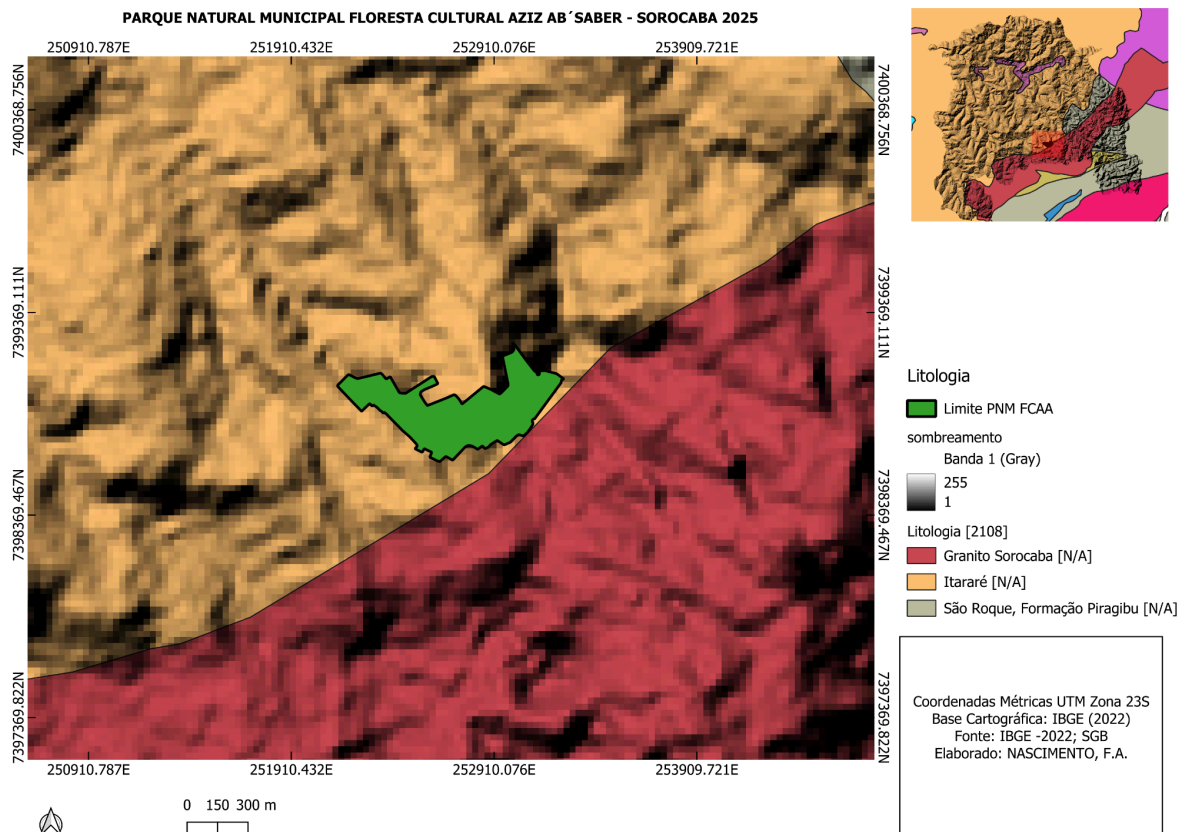 PARQUE NATURAL MUNICIPAL FLORESTA CULTURAL AZIZ AB´SABER - SOROCABA 2025
250910.787E 251910.432E 252910.076E 253909.721E
7400368.756N
7399369.111N
7398369.467N
7397369.822N
7400368.756N
7399369.111N
7398369.467N
7397369.822N
250910.787E 251910.432E 252910.076E 253909.721E
0 150 300 m
Litologia
Limite PNM FCAA
sombreamento
Banda 1 (Gray)
255
1
Litologia [2108]
Granito Sorocaba [N/A]
Itararé [N/A]
São Roque, Formação Piragibu [N/A]
Coordenadas Métricas UTM Zona 23S
Base Cartográfica: IBGE (2022)
Fonte: IBGE -2022; SGB
Elaborado: NASCIMENTO, F.A.